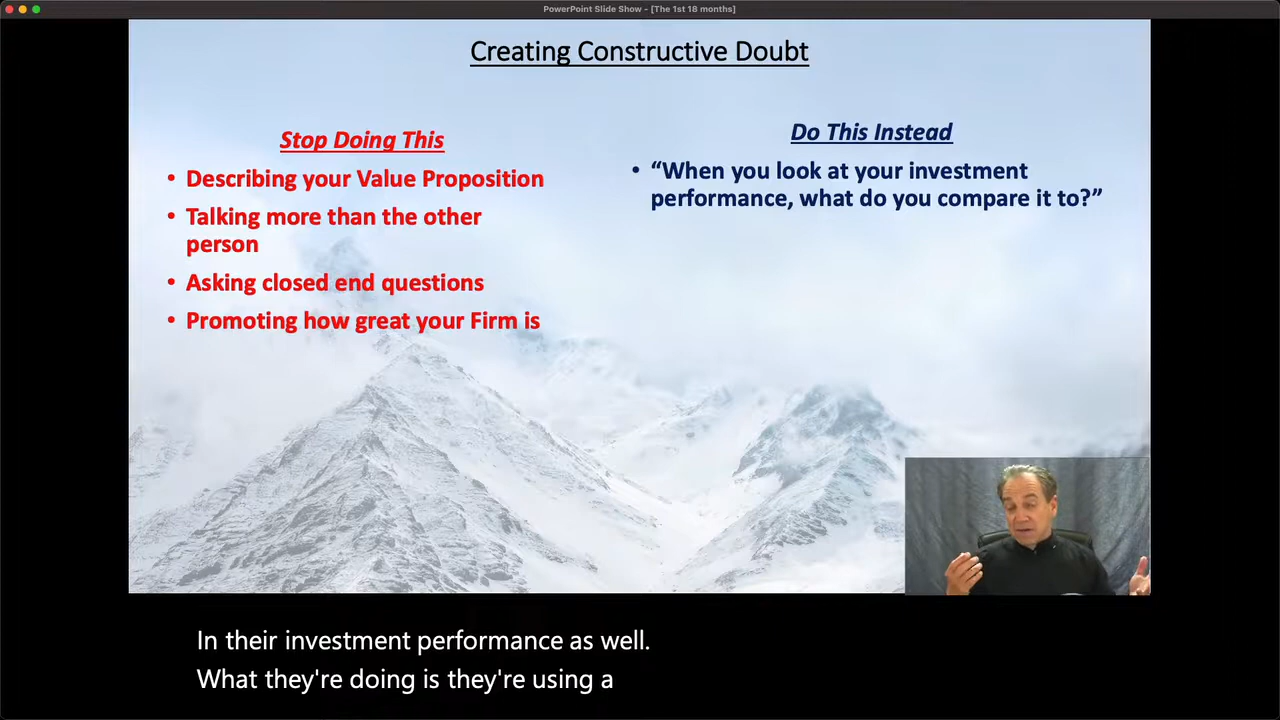 PowerPoint Slide Show - [The 1st 18 months]
Creating Constructive Doubt
Stop Doing This
• Describing your Value Proposition
• Talking more than the other
person
• Asking closed end questions
• Promoting how great your Firm is
Do This Instead
• “When you look at your investment
performance, what do you compare it to?”
In their investment performance as well.
What they're doing is they're using a